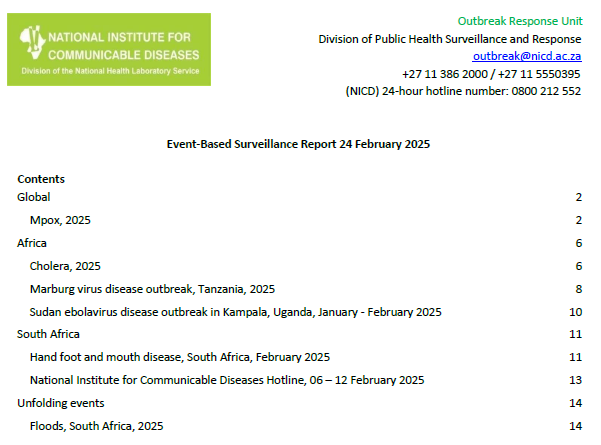 NATIONAL INSTITUTE FOR
COMMUNICABLE DISEASES
Division of the National Health Laboratory Service
Outbreak Response Unit
Division of Public Health Surveillance and Response
outbreak@nicd.ac.za
+27 11 386 2000 / +27 11 5550395
(NICD) 24-hour hotline number: 0800 212 552
Event-Based Surveillance Report 24 February 2025
Contents
Global 2
Mpox, 2025 2
Africa 6
Cholera, 2025 6
Marburg virus disease outbreak, Tanzania, 2025 8
Sudan ebolavirus disease outbreak in Kampala, Uganda, January - February 2025 10
South Africa 11
Hand foot and mouth disease, South Africa, February 2025 11
National Institute for Communicable Diseases Hotline, 06 – 12 February 2025 13
Unfolding events 14
Floods, South Africa, 2025 14